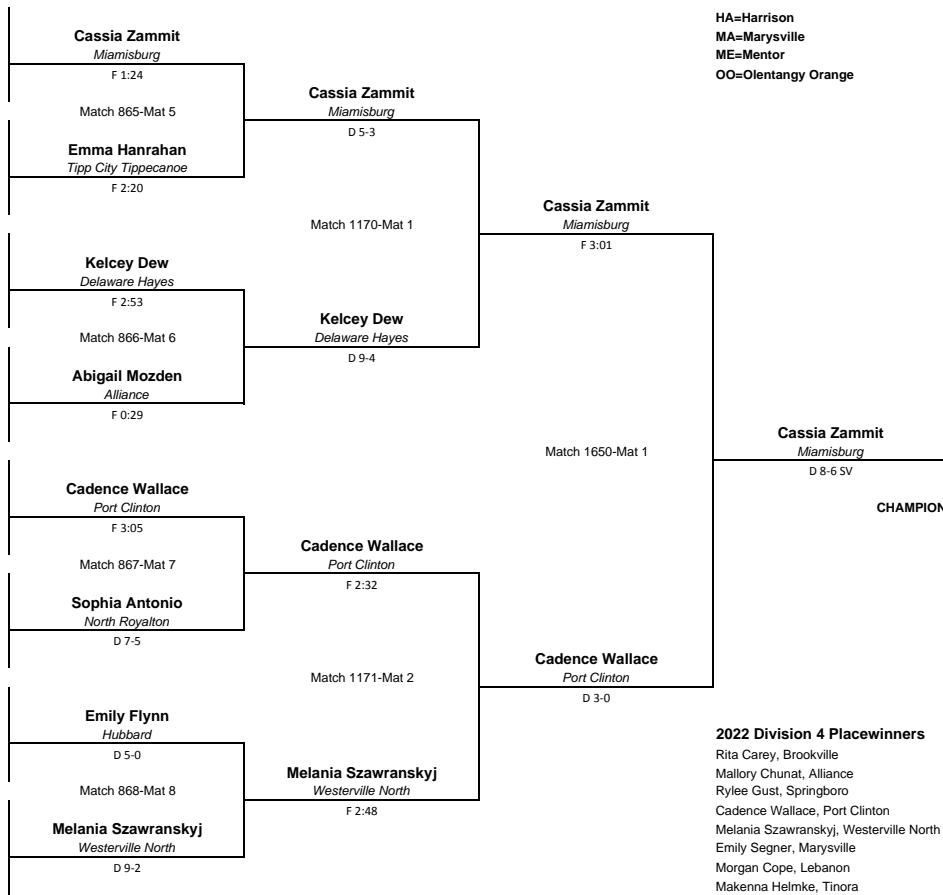 HA=Harrison
MA=Marysville
ME=Mentor
OO=Olentangy Orange
Cassia Zammit
Miamisburg
F 1:24
Match 865-Mat 5
Emma Hanrahan
Tipp City Tippecanoe
F 2:20
Cassia Zammit
Miamisburg
D 5-3
Match 1170-Mat 1
Kelcey Dew
Delaware Hayes
F 2:53
Match 866-Mat 6
Abigail Mozden
Alliance
F 0:29
Kelcey Dew
Delaware Hayes
D 9-4
Cassia Zammit
Miamisburg
F 3:01
Match 1650-Mat 1
Cassia Zammit
Miamisburg
D 8-6 SV
CHAMPION
Cadence Wallace
Port Clinton
F 3:05
Match 867-Mat 7
Sophia Antonio
North Royalton
D 7-5
Cadence Wallace
Port Clinton
F 2:32
Match 1171-Mat 2
Emily Flynn
Hubbard
D 5-0
Match 868-Mat 8
Melania Szawranskyj
Westerville North
D 9-2
Melania Szawranskyj
Westerville North
F 2:48
Cadence Wallace
Port Clinton
D 3-0
2022 Division 4 Placewinners
Rita Carey, Brookville
Mallory Chunat, Alliance
Rylee Gust, Springboro
Cadence Wallace, Port Clinton
Melania Szawranskyj, Westerville North
Emily Segner, Marysville
Morgan Cope, Lebanon
Makenna Helmke, Tinora